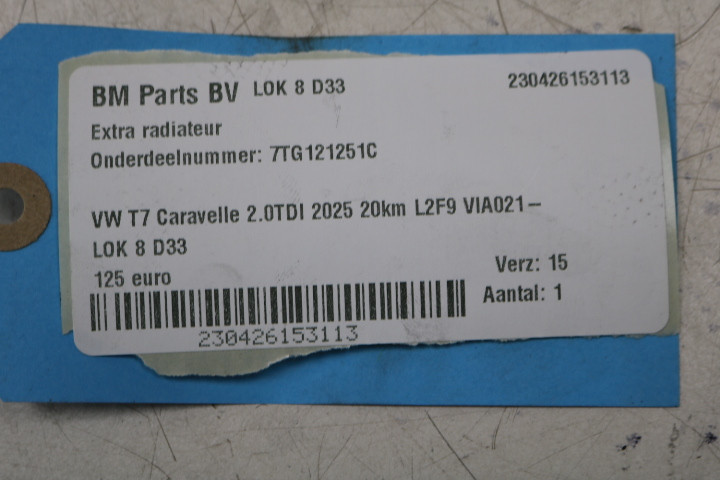 BM Parts BV LOK 8 D33 230426153113
Extra radiateur
Onderdeelnummer: 7TG121251C
VW T7 Caravelle 2.0TDI 2025 20km L2F9 VIA021-
LOK 8 D33
125 euro
Verz: 15
Aantal: 1
230426153113